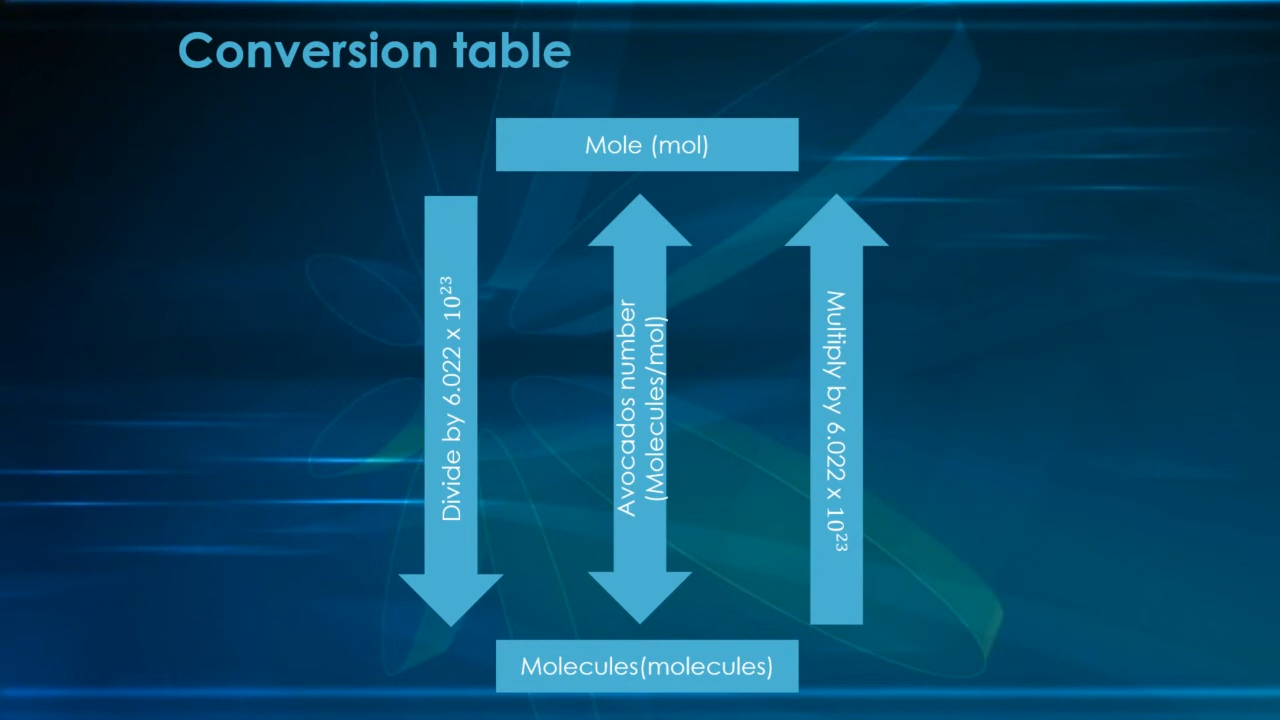 Conversion table
Mole (mol)
Divide by 6.022 x 10²³
Avocados number
(Molecules/mol)
Multiply by 6.022 x 10²³
Molecules(molecules)